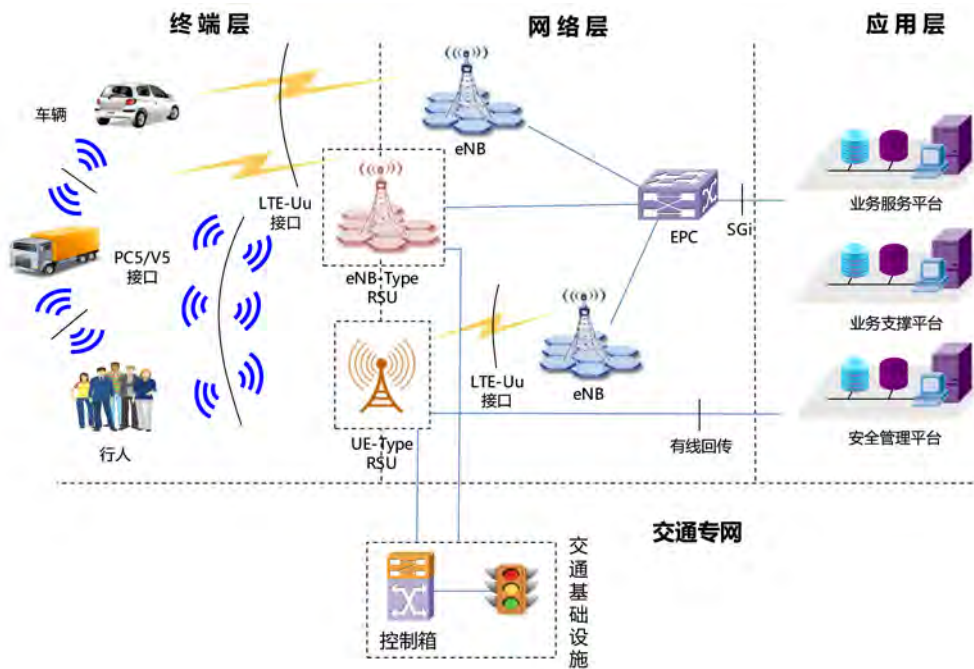 终端层
网络层
应用层
车辆
eNB
LTE-Uu
接口
PC5/V5
接口
eNB-Type
RSU
EPC
SGi
业务服务平台
业务支撑平台
LTE-Uu
接口
eNB
有线回传
安全管理平台
行人
UE-Type
RSU
交通专网
控制箱
交通基础设施